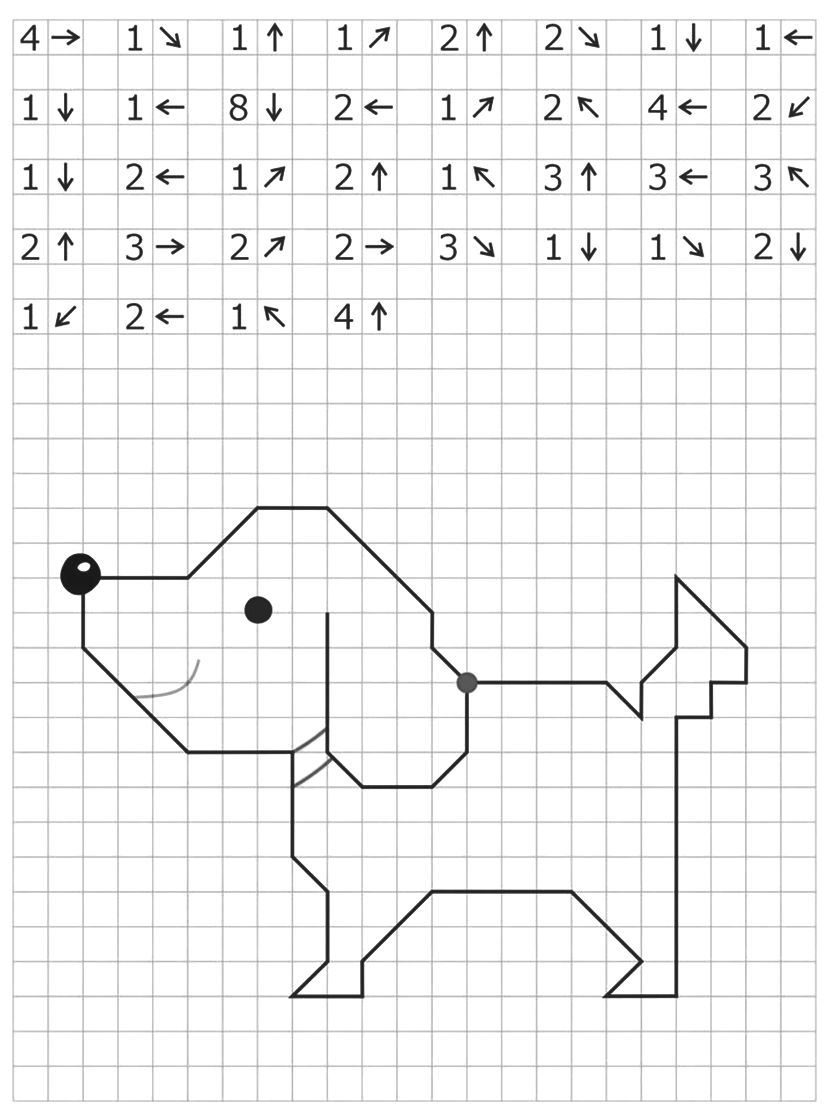 4→ 1↘ 1↑ 1↗ 2↑ 2↘ 1↓ 1←
1↓ 1← 8↓ 2← 1↗ 2↖ 4← 2↙
1↓ 2← 1↗ 2↑ 1↖ 3↑ 3← 3↖
2↑ 3→ 2↗ 2→ 3↘ 1↓ 1↘ 2↓
1↙ 2← 1↖ 4↑